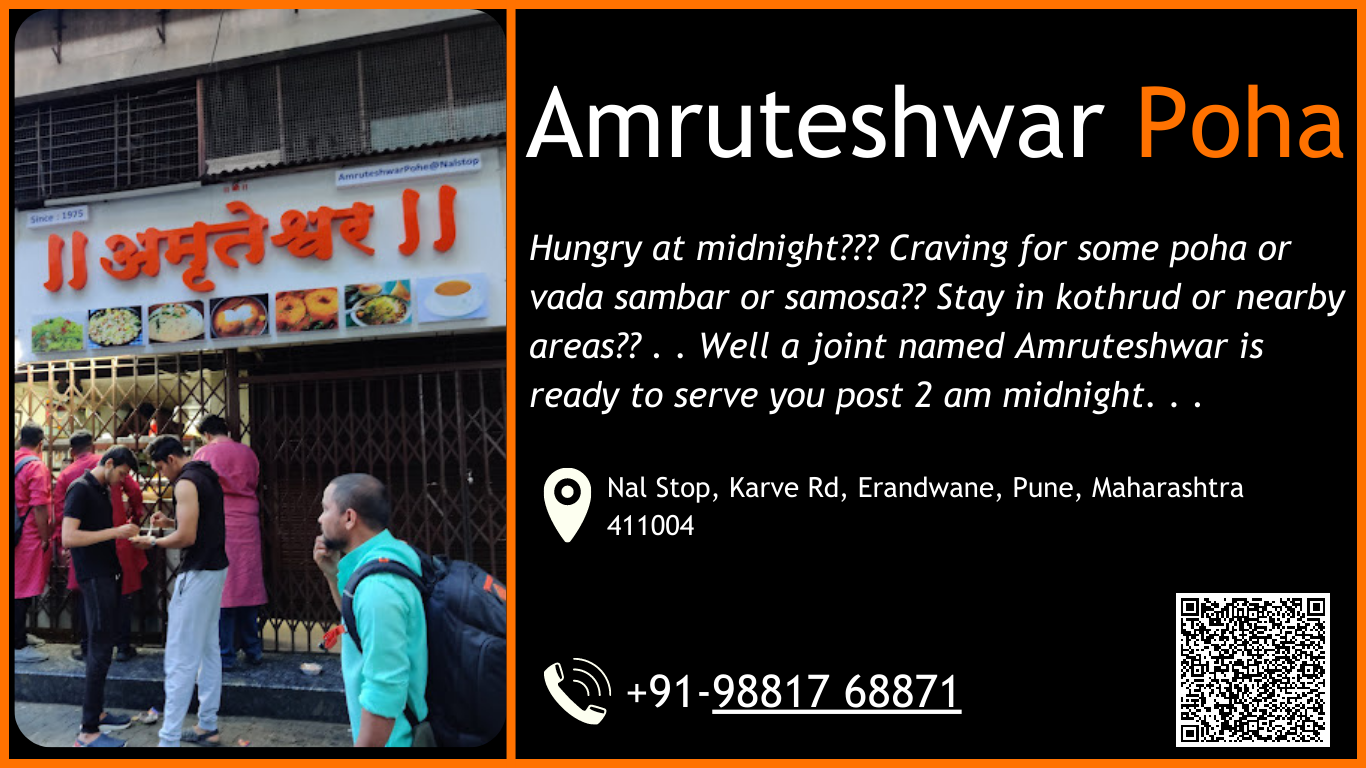 AmruteshwarPohe@Nalstop
Since : 1975
॥ अमृतेश्वर ॥
Amruteshwar Poha
Hungry at midnight??? Craving for some poha or
vada sambar or samosa?? Stay in kothrud or nearby
areas?? . . Well a joint named Amruteshwar is
ready to serve you post 2 am midnight. . .
Nal Stop, Karve Rd, Erandwane, Pune, Maharashtra
411004
+91-98817 68871